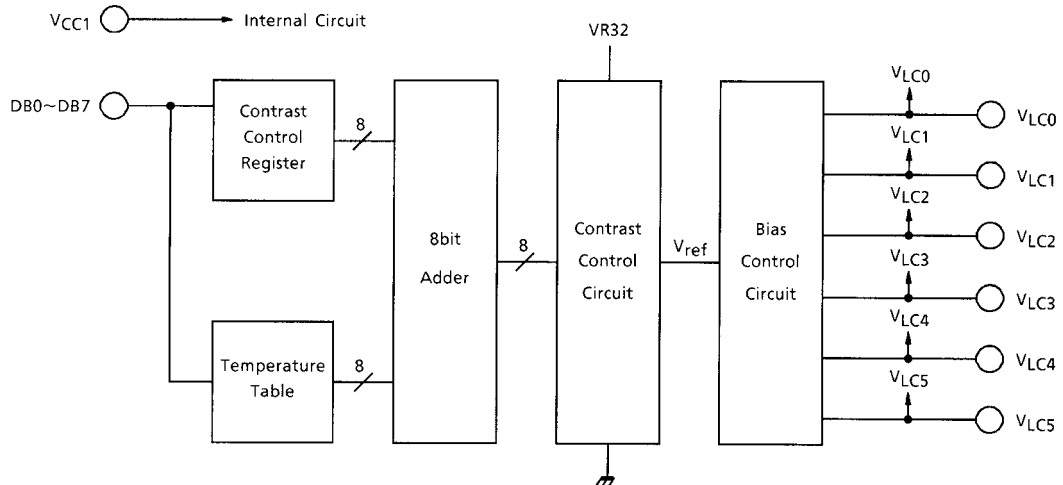 VCC1
Internal Circuit
DB0~DB7
Contrast
Control
Register
8
Temperature
Table
8
8bit
Adder
8
VR32
Contrast
Control
Circuit
Vref
Bias
Control
Circuit
VLC0
VLC0
VLC1
VLC1
VLC2
VLC2
VLC3
VLC3
VLC4
VLC4
VLC5
VLC5